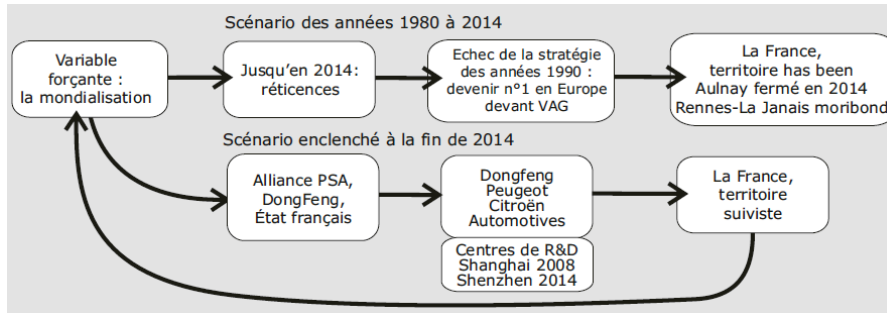 Scénario des années 1980 à 2014
Variable
forçante :
la mondialisation
Jusqu'en 2014:
réticences
Echec de la stratégie
des années 1990 :
devenir n°1 en Europe
devant VAG
La France,
territoire has been
Aulnay fermé en 2014
Rennes-La Janais moribond
Scénario enclenché à la fin de 2014
Alliance PSA,
DongFeng,
État français
Dongfeng
Peugeot
Citroën
Automotives
Centres de R&D
Shanghai 2008
Shenzhen 2014
La France,
territoire
suiviste